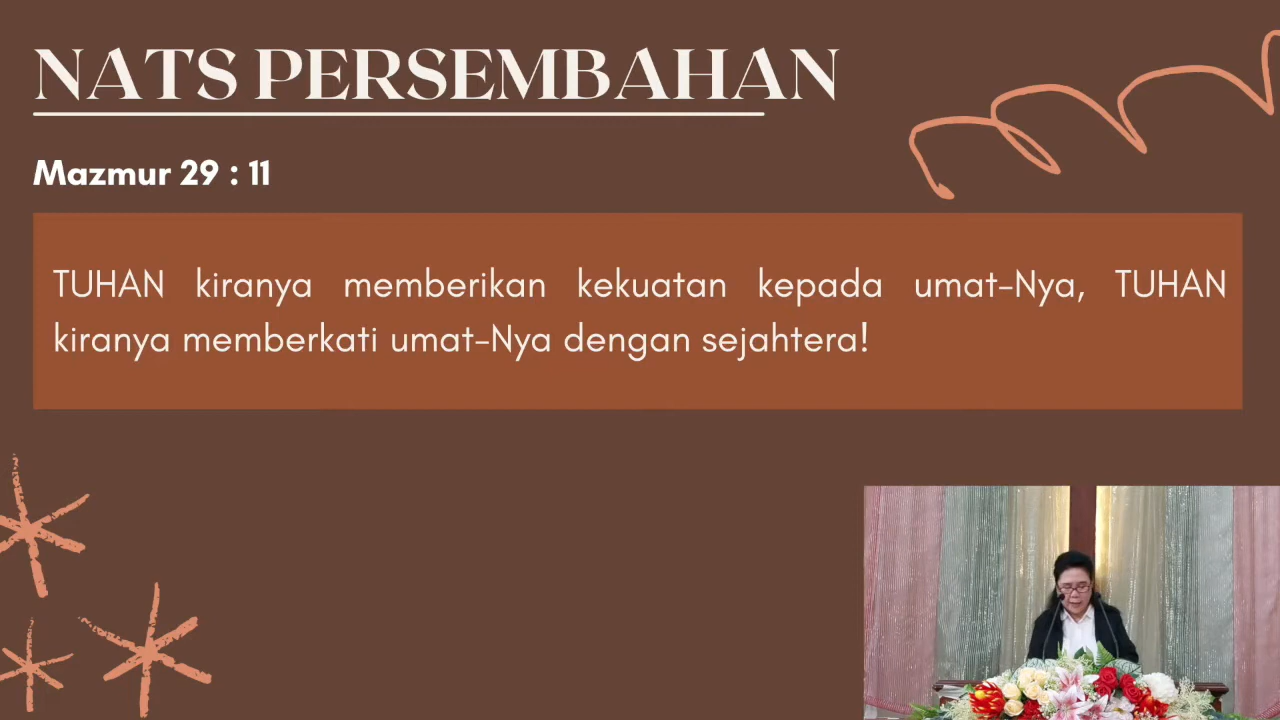 NATS PERSEMBAHAN
Mazmur 29 : 11
TUHAN kiranya memberikan kekuatan kepada umat-Nya, TUHAN
kiranya memberkati umat-Nya dengan sejahtera!